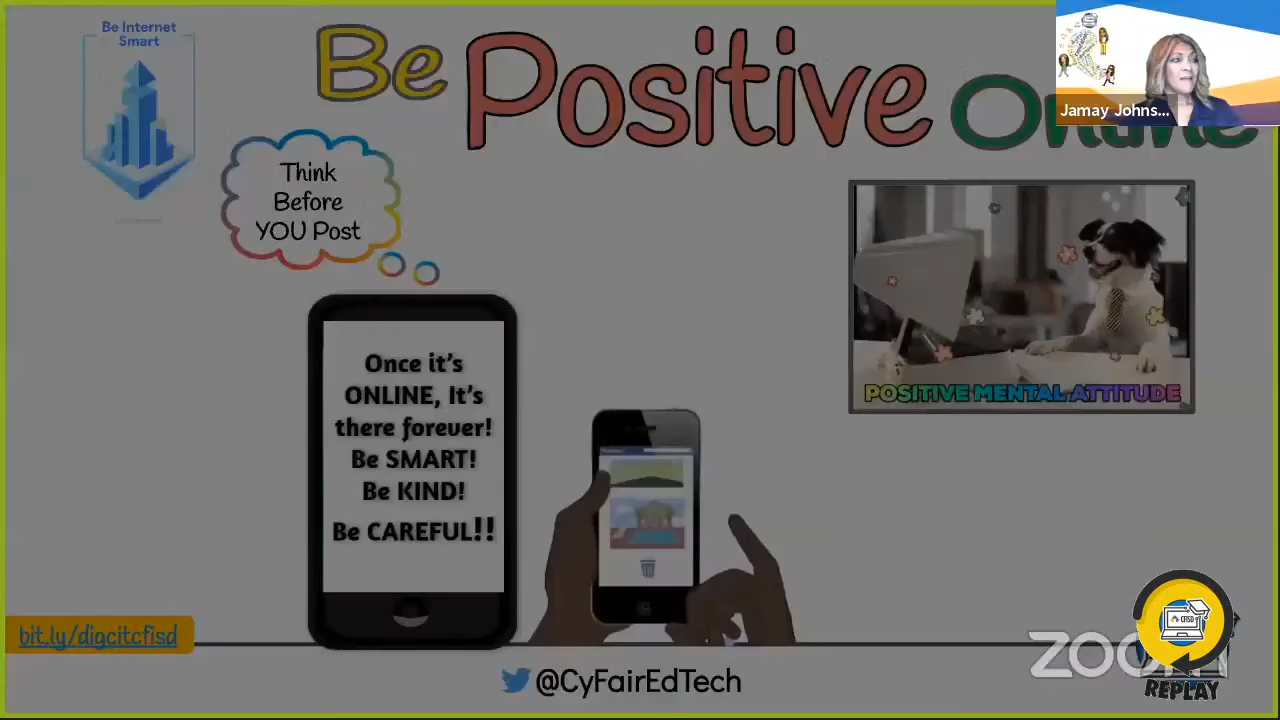 Be Internet
Smart
Be Positive Online
Jamay Johns...
Think
Before
YOU Post
Once it's
ONLINE, It's
there forever!
Be SMART!
Be KIND!
Be CAREFUL!!
POSITIVE MENTAL ATTITUDE
bit.ly/digcitcfisd
@CyFairEdTech
zoom
CFISD
REPLAY